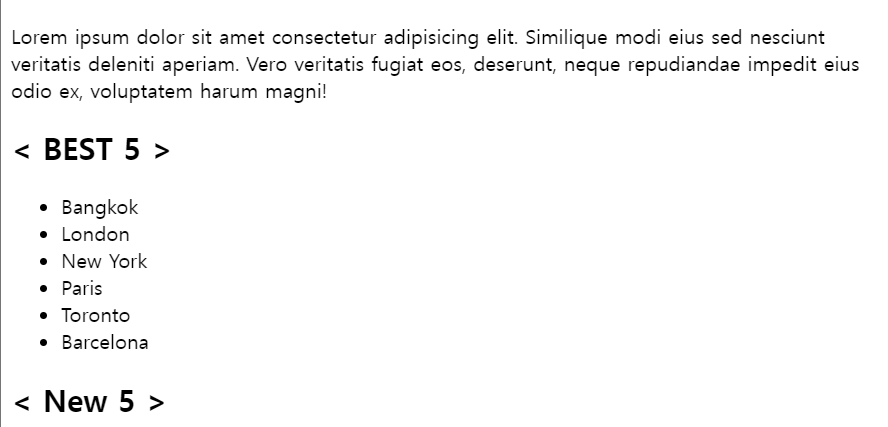 Lorem ipsum dolor sit amet consectetur adipisicing elit. Similique modi eius sed nesciunt
veritatis deleniti aperiam. Vero veritatis fugiat eos, deserunt, neque repudiandae impedit eius
odio ex, voluptatem harum magni!
< BEST 5 >
• Bangkok
• London
• New York
• Paris
• Toronto
• Barcelona
< New 5 >